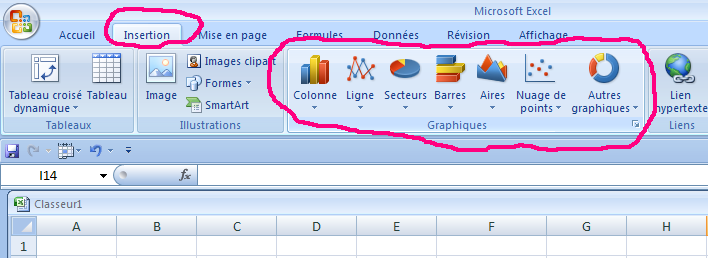 Microsoft Excel
Accueil Insertion Mise en page Formules Données Révision Affichage
Tableau croisé dynamique Tableau
Tableaux
Image Images clipart
Formes
SmartArt
Illustrations
Colonne Ligne Secteurs Barres Aires Nuage de points Autres graphiques
Graphiques
Lien hypertexte
Liens
I14 fx
Classeur1
A B C D E F G H
1